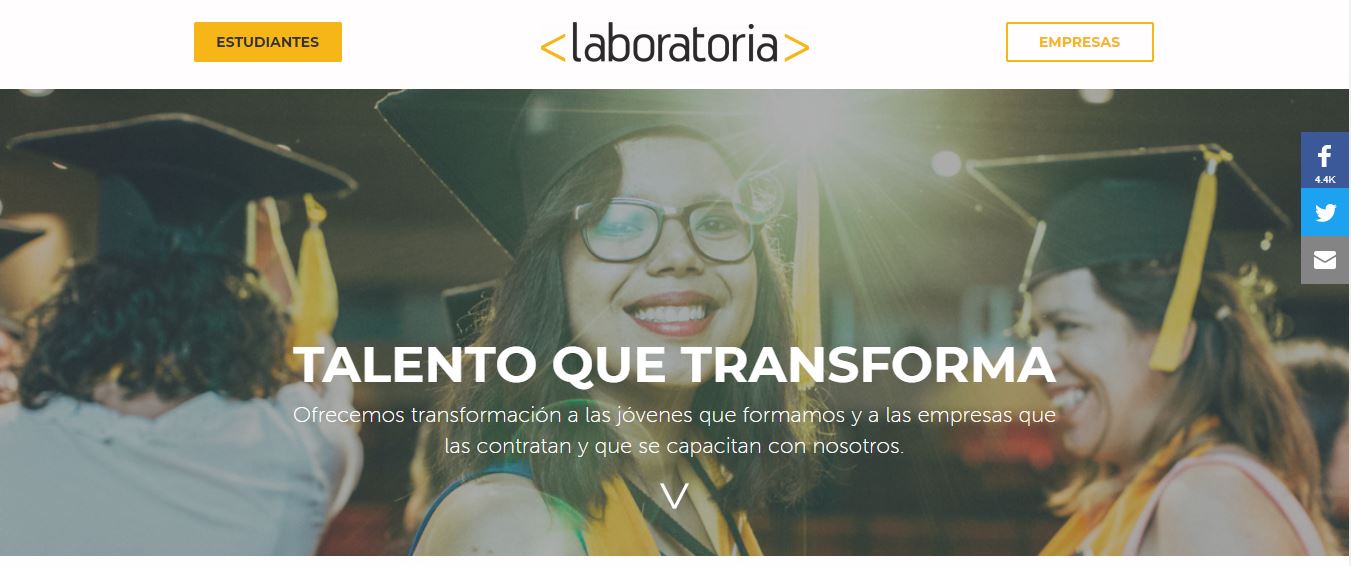 ESTUDIANTES
<laboratoria>
EMPRESAS
4.4K
TALENTO QUE TRANSFORMA
Ofrecemos transformación a las jóvenes que formamos y a las empresas que
las contratan y que se capacitan con nosotros.